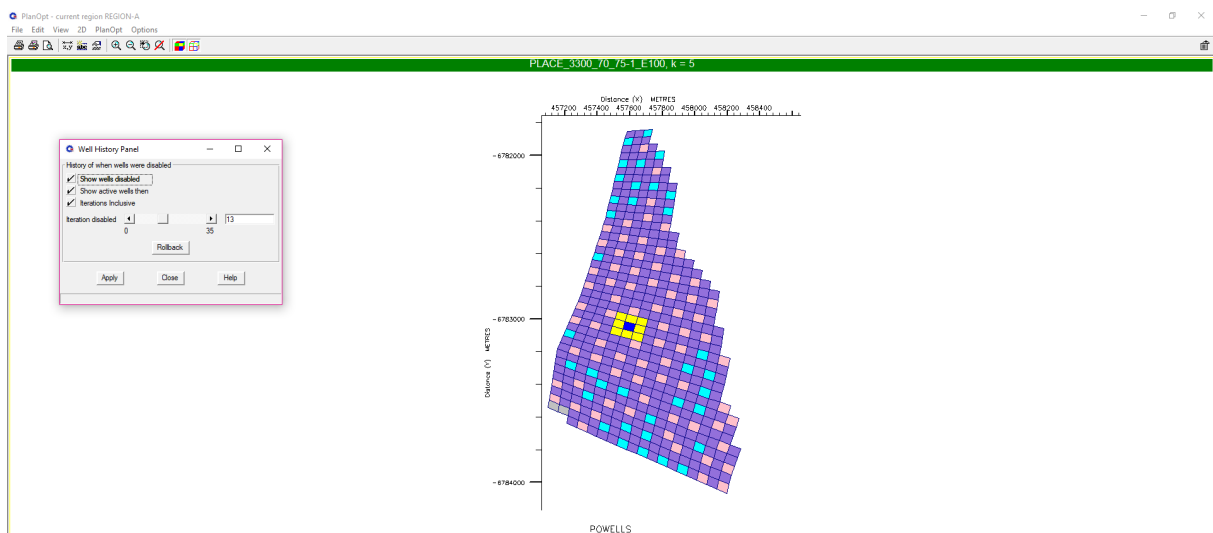 PlanOpt - current region REGION-A
File Edit View 2D PlanOpt Options
PLACE_3300_70_75-1_E100, k = 5
Distance (X) METRES
457200 457400 457600 457800 458000 458200 458400
Well History Panel
History of when wells were disabled
Show wells disabled
Show active wells then
Iterations Inclusive
Iteration disabled 13
0 35
Rollback
Apply Close Help
-6782000
-6783000
Distance (Y) METRES
-6784000
POWELLS